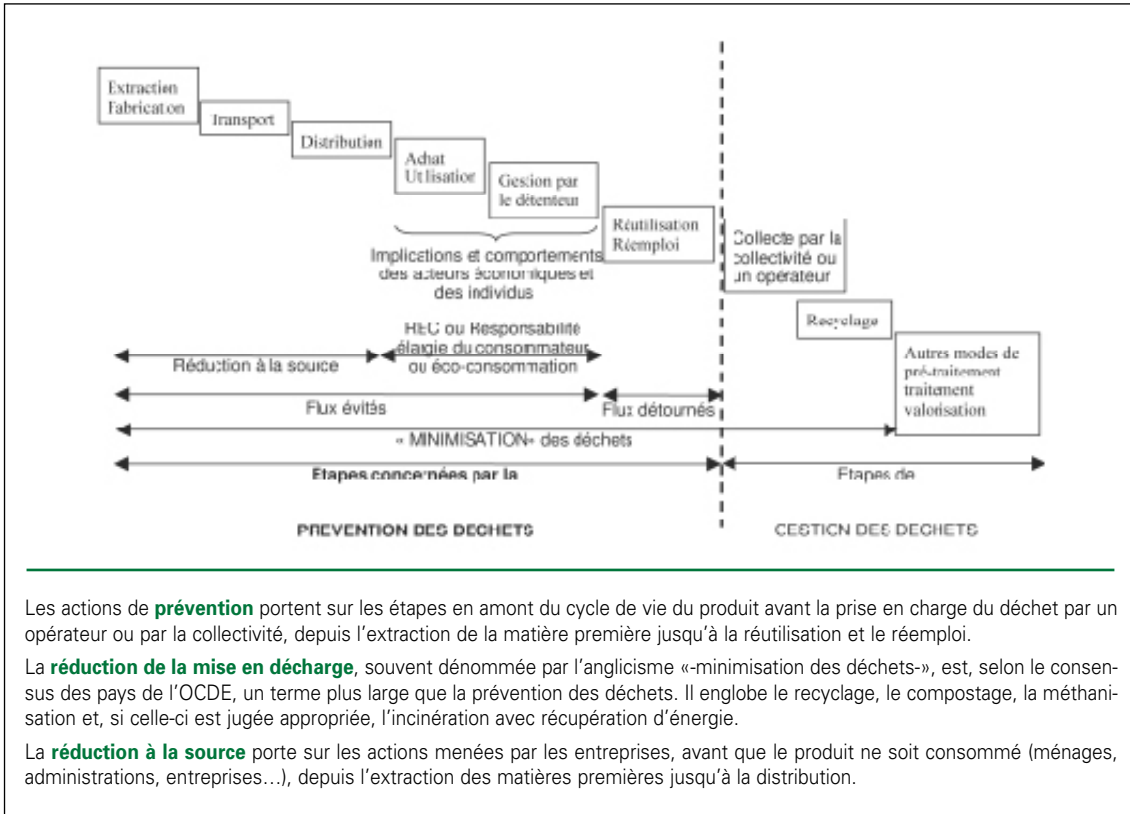 Extraction
Fabrication
Transport
Distribution
Achat
Utilisation
Gestion par
le détenteur
Réutilisation
Réemploi
Collecte par la
collectivité ou
un operateur
Recyclage
Autres modes de
pré-traitement
traitement
valorisation
Implications et comportements
des acteurs économiques et
des individus
REC ou Responsabilité
élargie du consommateur
ou éco-consommation
Réduction à la source
Flux évités
Flux détournés
« MINIMISATION» des déchets
Etapes concernées par la
Etapes de
PREVENTION DES DECHETS
GESTION DES DECHETS
Les actions de prévention portent sur les étapes en amont du cycle de vie du produit avant la prise en charge du déchet par un
opérateur ou par la collectivité, depuis l'extraction de la matière première jusqu'à la réutilisation et le réemploi.
La réduction de la mise en décharge, souvent dénommée par l'anglicisme «-minimisation des déchets-», est, selon le consen-
sus des pays de l'OCDE, un terme plus large que la prévention des déchets. Il englobe le recyclage, le compostage, la méthani-
sation et, si celle-ci est jugée appropriée, l'incinération avec récupération d'énergie.
La réduction à la source porte sur les actions menées par les entreprises, avant que le produit ne soit consommé (ménages,
administrations, entreprises…), depuis l'extraction des matières premières jusqu'à la distribution.